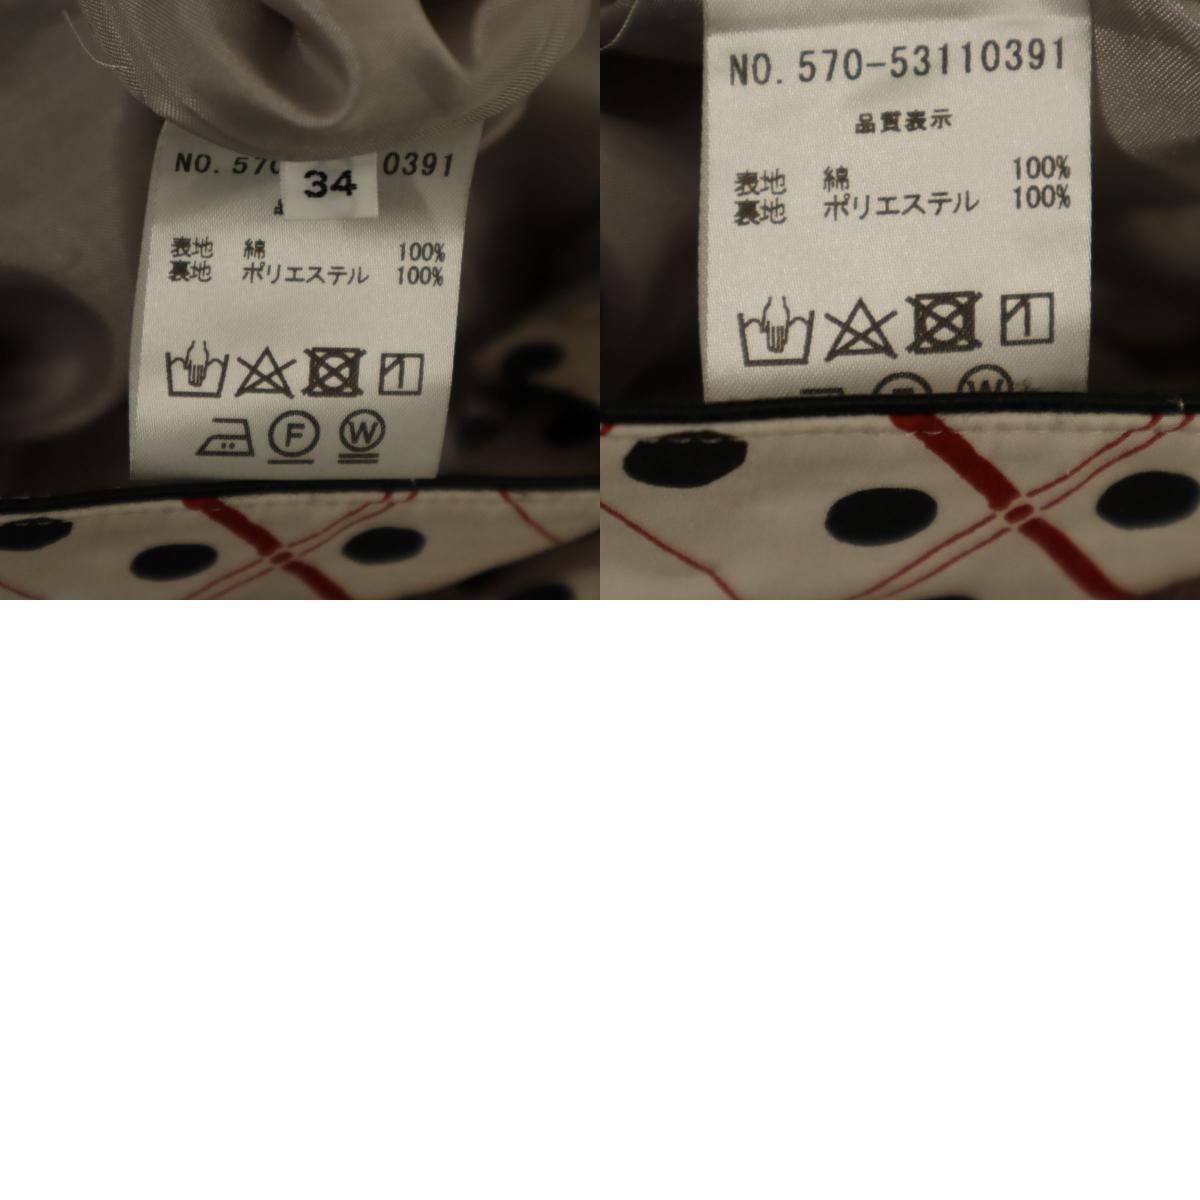 NO. 570
0391
34
表地 綿 100%
裏地 ポリエステル 100%
F
W
NO. 570-53110391
品質表示
表地 綿 100%
裏地 ポリエステル 100%
W